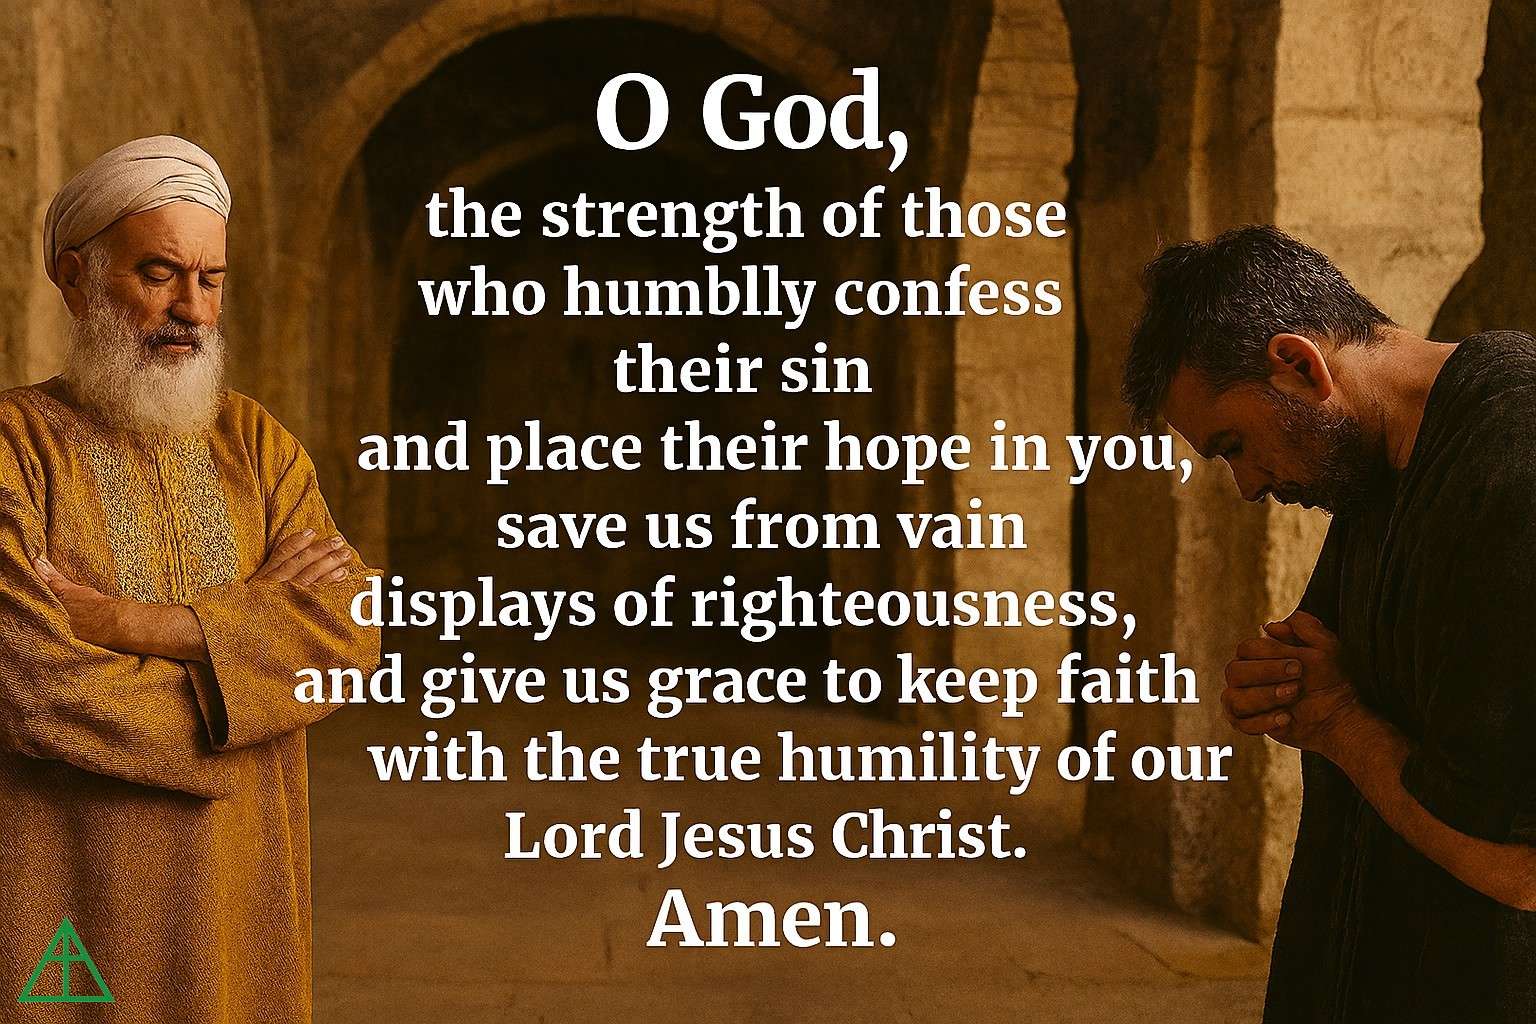 O God,
the strength of those
who humblly confess
their sin
and place their hope in you,
save us from vain
displays of righteousness,
and give us grace to keep faith
with the true humility of our
Lord Jesus Christ.
Amen.